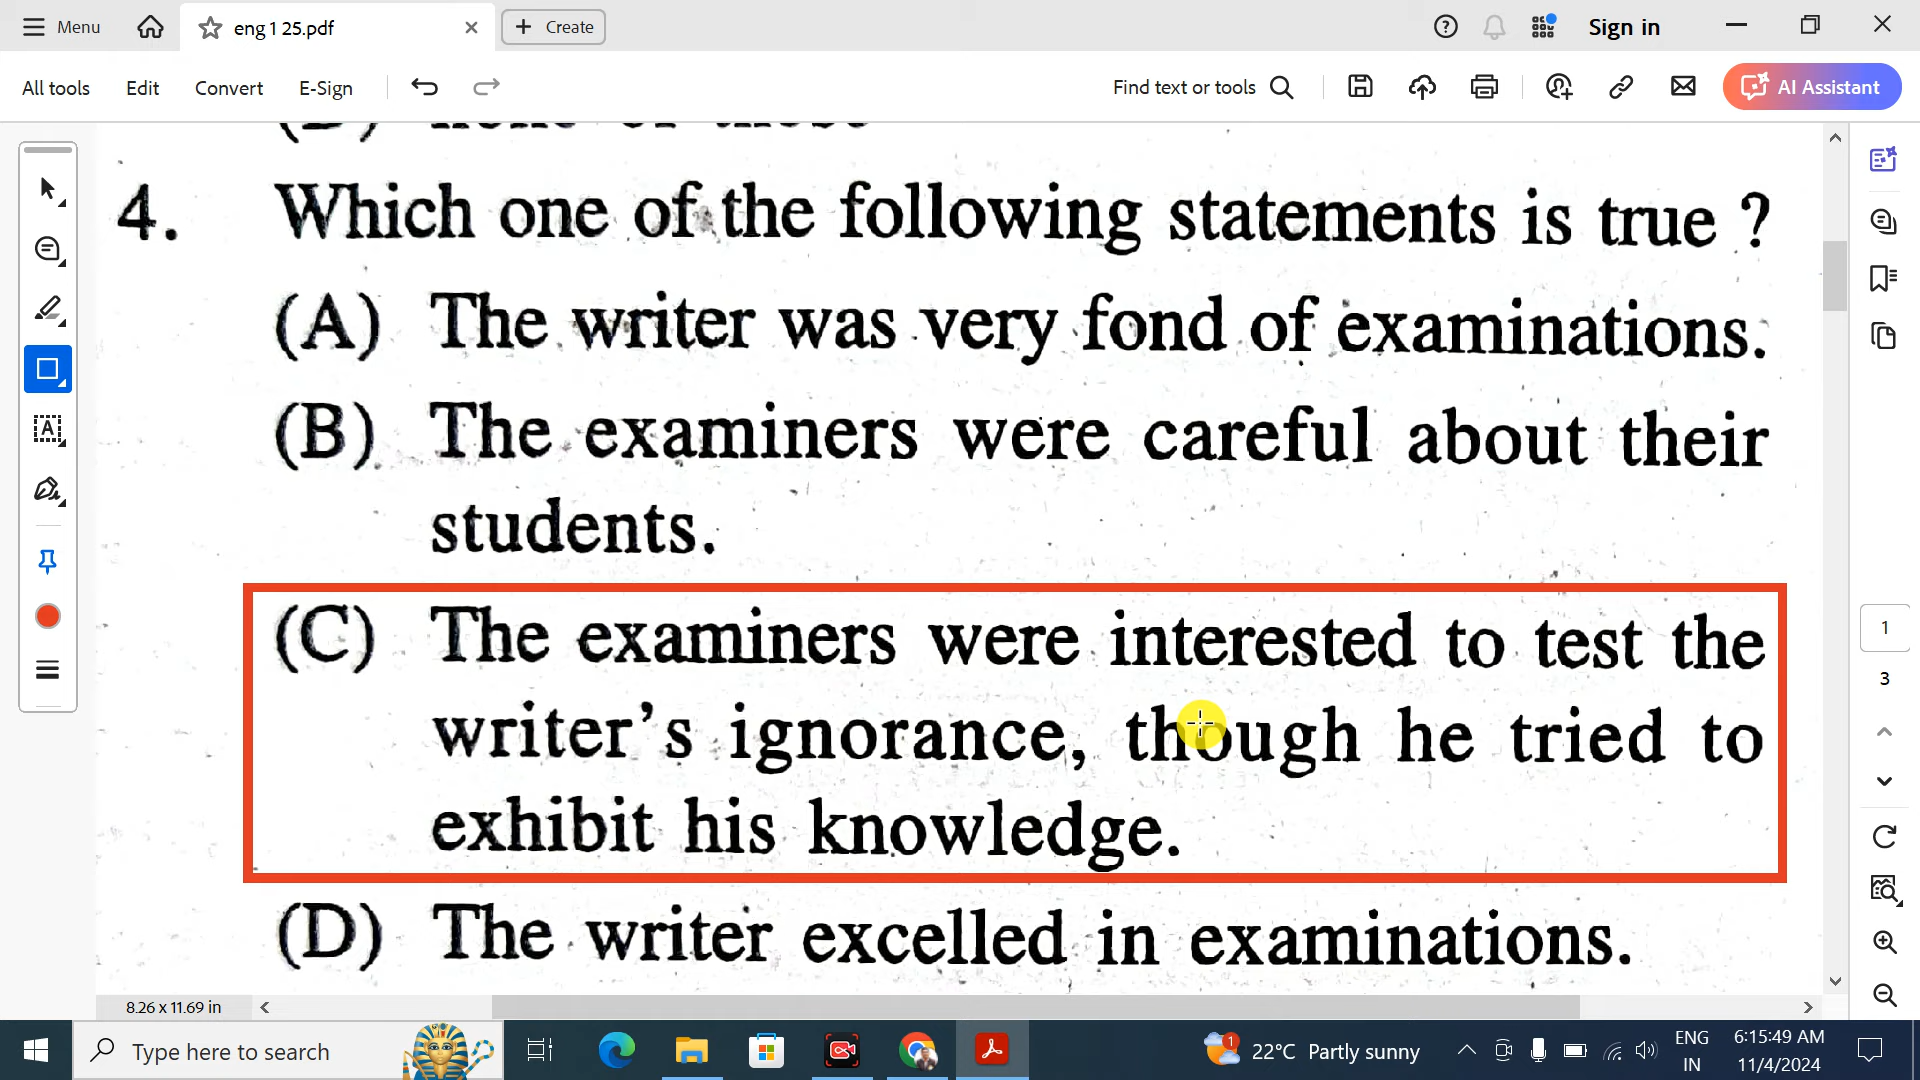 Menu
eng 1 25.pdf
Create
Sign in
All tools
Edit
Convert
E-Sign
Find text or tools
AI Assistant
4. Which one of the following statements is true ?
(A) The writer was very fond of examinations.
(B) The examiners were careful about their
students.
(C) The examiners were interested to test the
writer's ignorance, though he tried to
exhibit his knowledge.
(D) The writer excelled in examinations.
1
3
8.26 x 11.69 in
Type here to search
1
22°C Partly sunny
ENG
IN
6:15:49 AM
11/4/2024